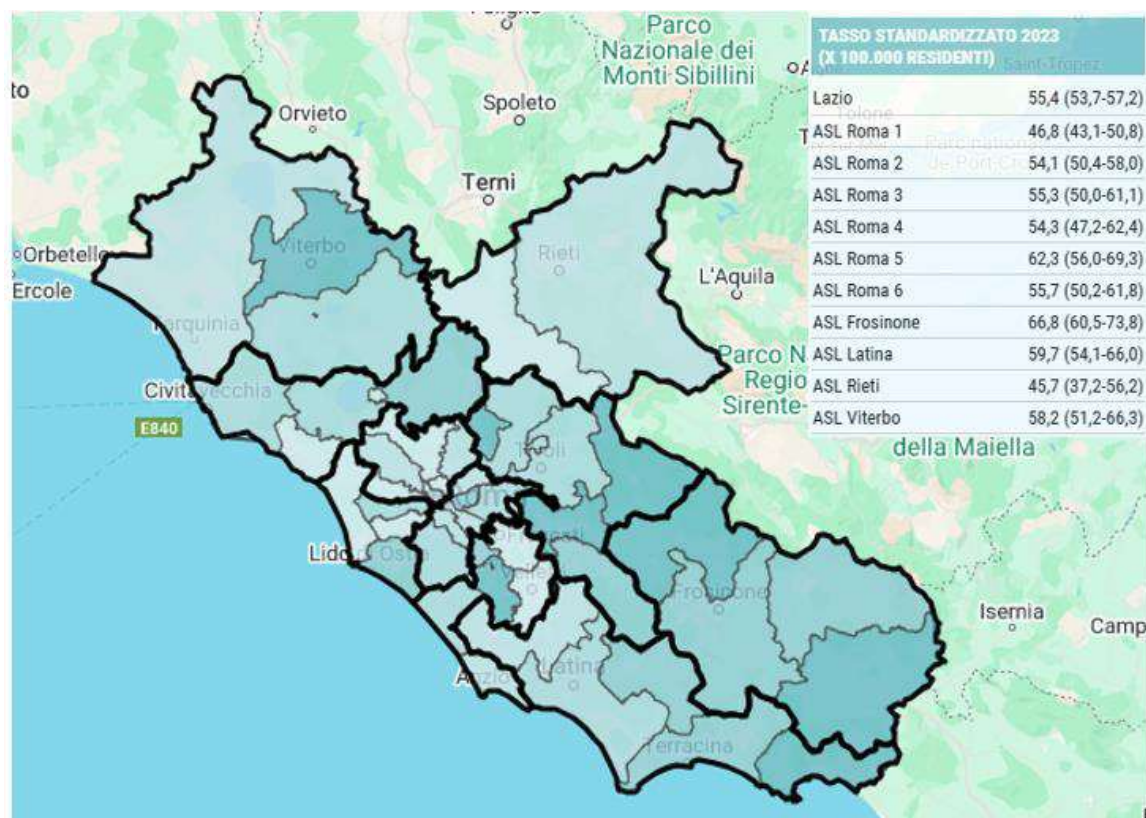 Parco
Nazionale dei
Monti Sibillini
Orvieto
Spoleto
Terni
Viterbo
Rieti
Orbetello
Ercole
L'Aquila
Tarquinia
Civitavecchia
E840
Tivoli
Lido di Ostia
Frosinone
Isernia
Camp
Latina
Terracina
Sirente-
della Maiella
TASSO STANDARDIZZATO 2023
(X 100.000 RESIDENTI)
Saint-Tropez
Lazio 55,4 (53,7-57,2)
ASL Roma 1 46,8 (43,1-50,8)
ASL Roma 2 54,1 (50,4-58,0)
ASL Roma 3 55,3 (50,0-61,1)
ASL Roma 4 54,3 (47,2-62,4)
ASL Roma 5 62,3 (56,0-69,3)
ASL Roma 6 55,7 (50,2-61,8)
ASL Frosinone 66,8 (60,5-73,8)
ASL Latina 59,7 (54,1-66,0)
ASL Rieti 45,7 (37,2-56,2)
ASL Viterbo 58,2 (51,2-66,3)